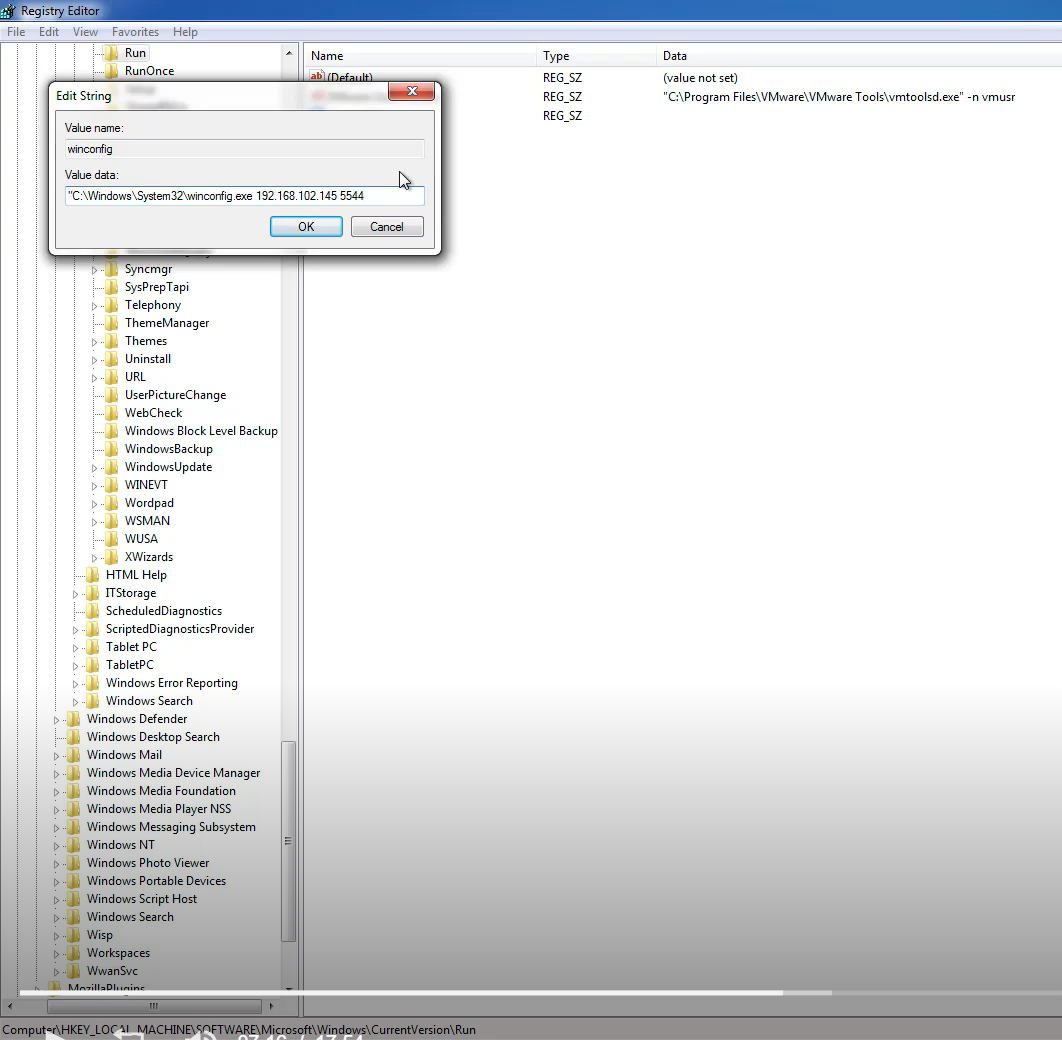 Registry Editor
File Edit View Favorites Help
Name Type Data
Run
RunOnce
(Default) REG_SZ (value not set)
REG_SZ "C:\Program Files\VMware\VMware Tools\vmtoolsd.exe" -n vmusr
REG_SZ
Edit String
Value name:
winconfig
Value data:
"C:\Windows\System32\winconfig.exe 192.168.102.145 5544
OK Cancel
Syncmgr
SysPrepTapi
Telephony
ThemeManager
Themes
Uninstall
URL
UserPictureChange
WebCheck
Windows Block Level Backup
WindowsBackup
WindowsUpdate
WINEVT
Wordpad
WSMAN
WUSA
XWizards
HTML Help
ITStorage
ScheduledDiagnostics
ScriptedDiagnosticsProvider
Tablet PC
TabletPC
Windows Error Reporting
Windows Search
Windows Defender
Windows Desktop Search
Windows Mail
Windows Media Device Manager
Windows Media Foundation
Windows Media Player NSS
Windows Messaging Subsystem
Windows NT
Windows Photo Viewer
Windows Portable Devices
Windows Script Host
Windows Search
Wisp
Workspaces
WwanSvc
MozillaPlugins
Computer\HKEY_LOCAL_MACHINE\SOFTWARE\Microsoft\Windows\CurrentVersion\Run